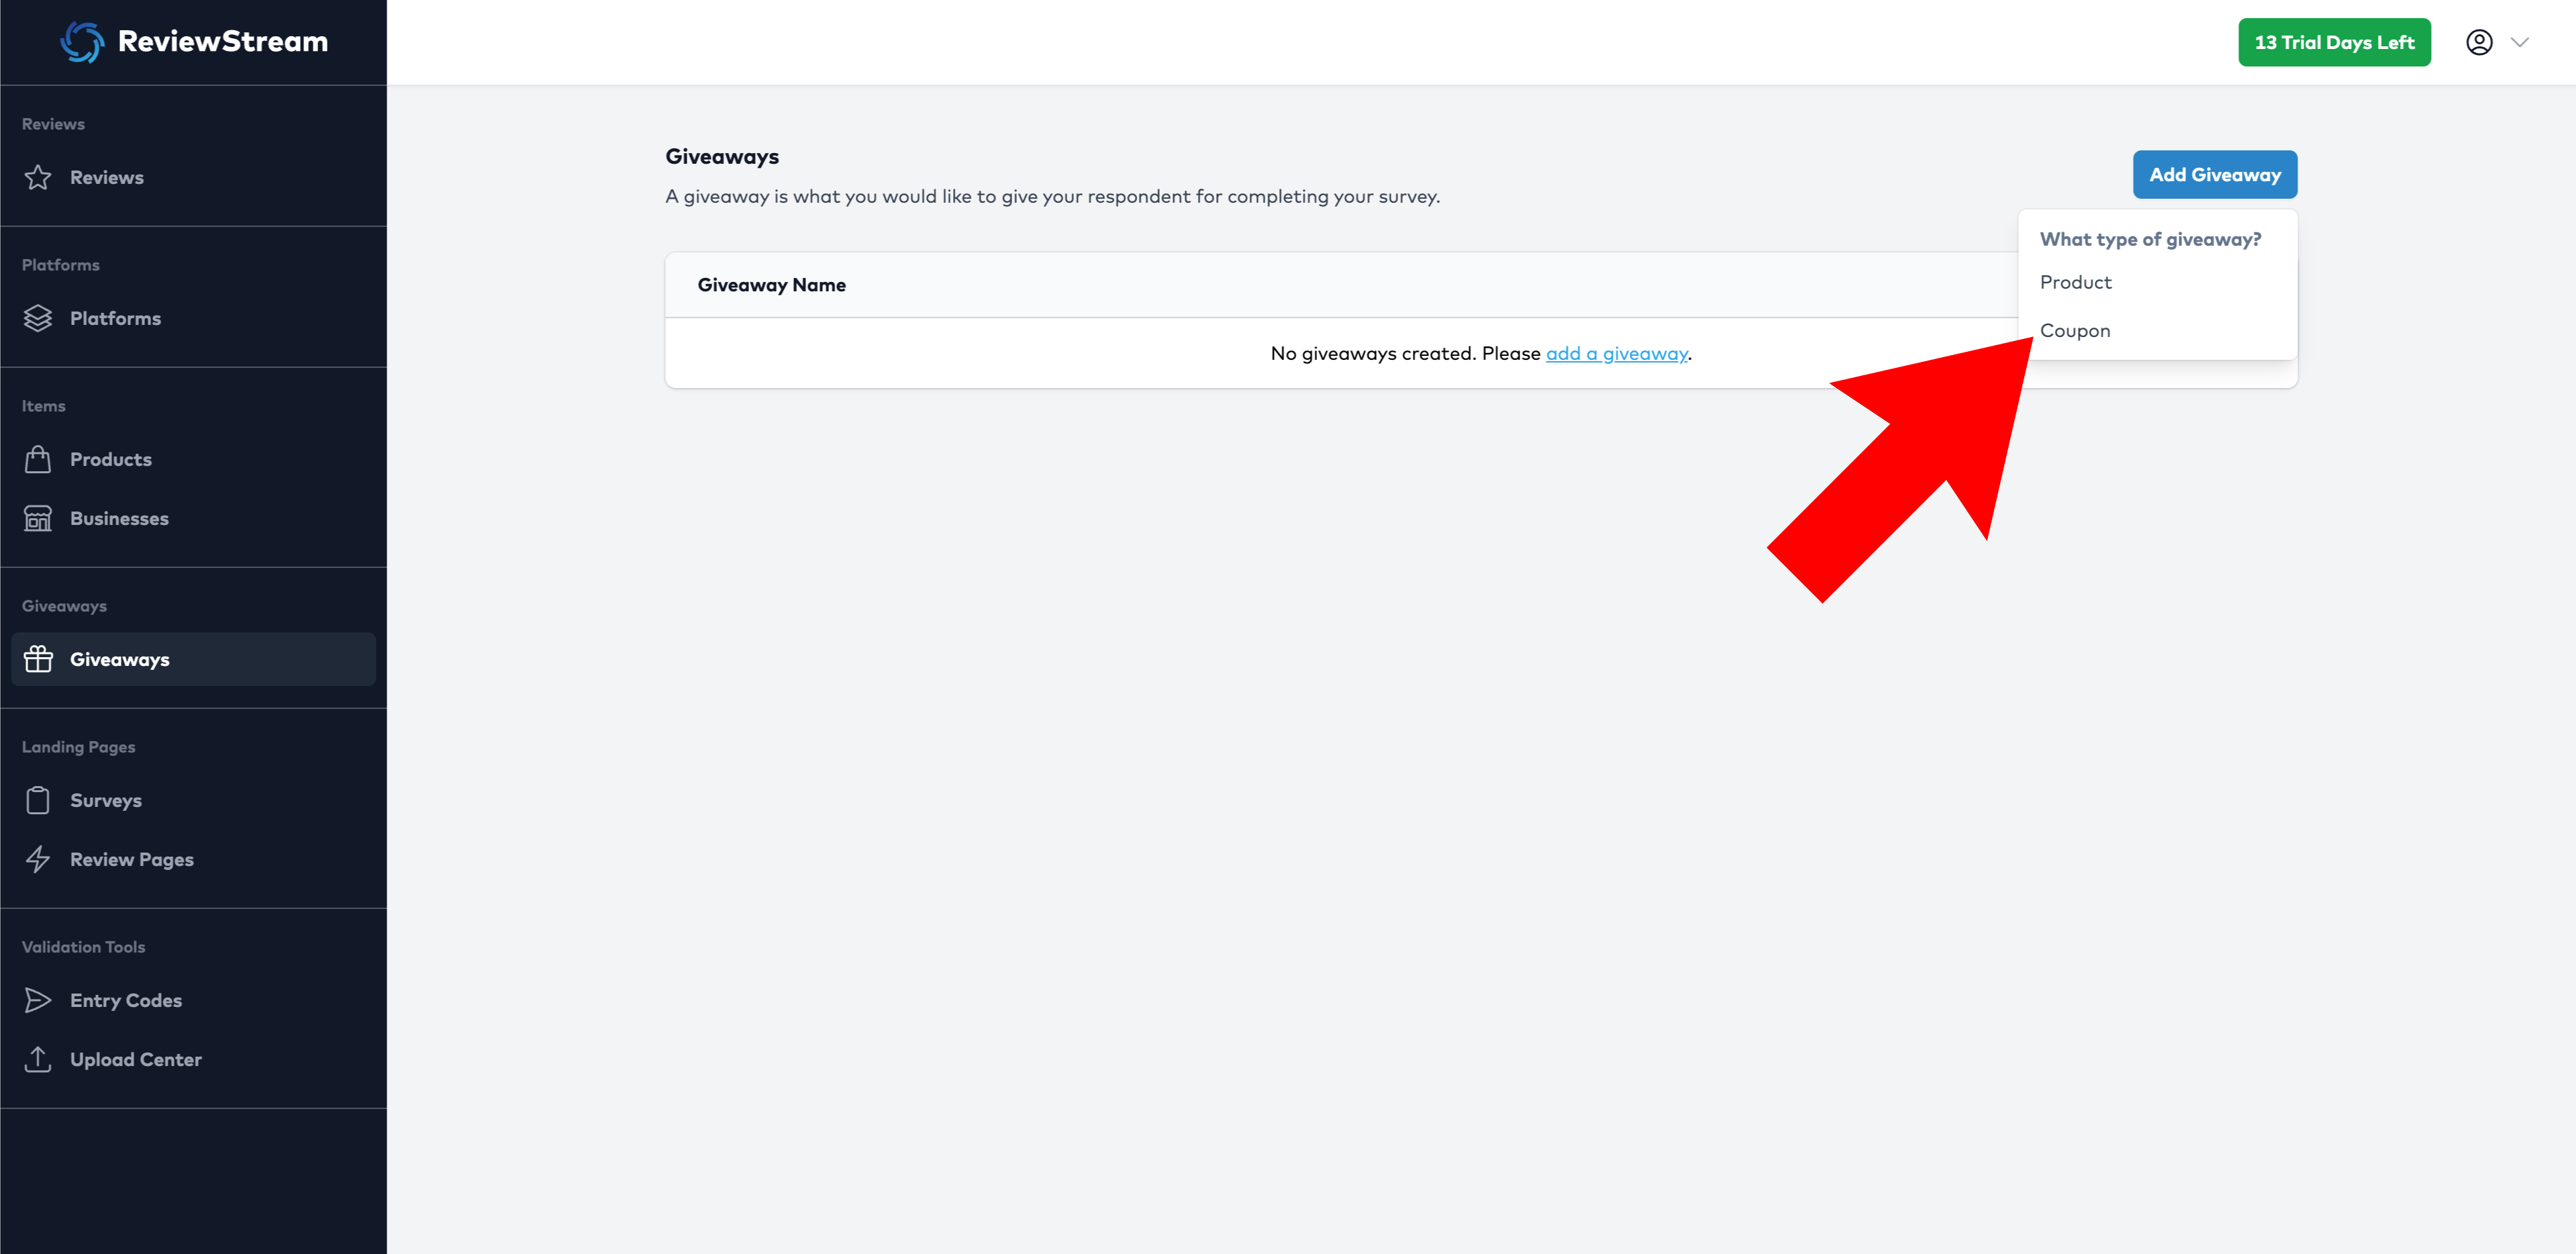 ReviewStream
13 Trial Days Left
Reviews
Reviews
Platforms
Platforms
Items
Products
Businesses
Giveaways
Giveaways
Landing Pages
Surveys
Review Pages
Validation Tools
Entry Codes
Upload Center
Giveaways
A giveaway is what you would like to give your respondent for completing your survey.
Add Giveaway
What type of giveaway?
Product
Coupon
Giveaway Name
No giveaways created. Please add a giveaway.